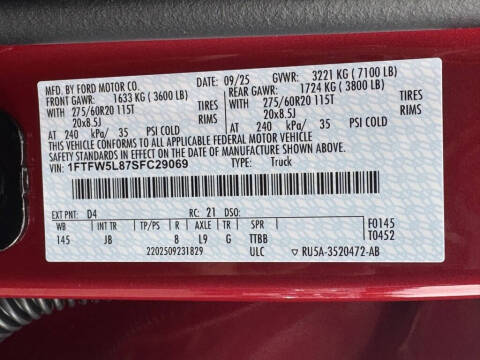 MFD. BY FORD MOTOR CO. DATE: 09/25 GVWR: 3221 KG ( 7100 LB)
FRONT GAWR: 1633 KG ( 3600 LB) REAR GAWR: 1724 KG ( 3800 LB)
WITH 275/60R20 115T TIRES WITH 275/60R20 115T TIRES
20x8.5J RIMS 20x8.5J RIMS
AT 240 kPa/ 35 PSI COLD AT 240 kPa/ 35 PSI COLD
THIS VEHICLE CONFORMS TO ALL APPLICABLE FEDERAL MOTOR VEHICLE
SAFETY STANDARDS IN EFFECT ON THE DATE OF MANUFACTURE SHOWN ABOVE.
VIN: 1FTFW5L87SFC29069 TYPE: Truck
EXT PNT: D4 RC: 21 DSO: F0145
WB INT TR TP/PS R AXLE TR SPR T0452
145 JB 8 L9 G TTBB
2202509231829 ULC ▽ RU5A-3520472-AB